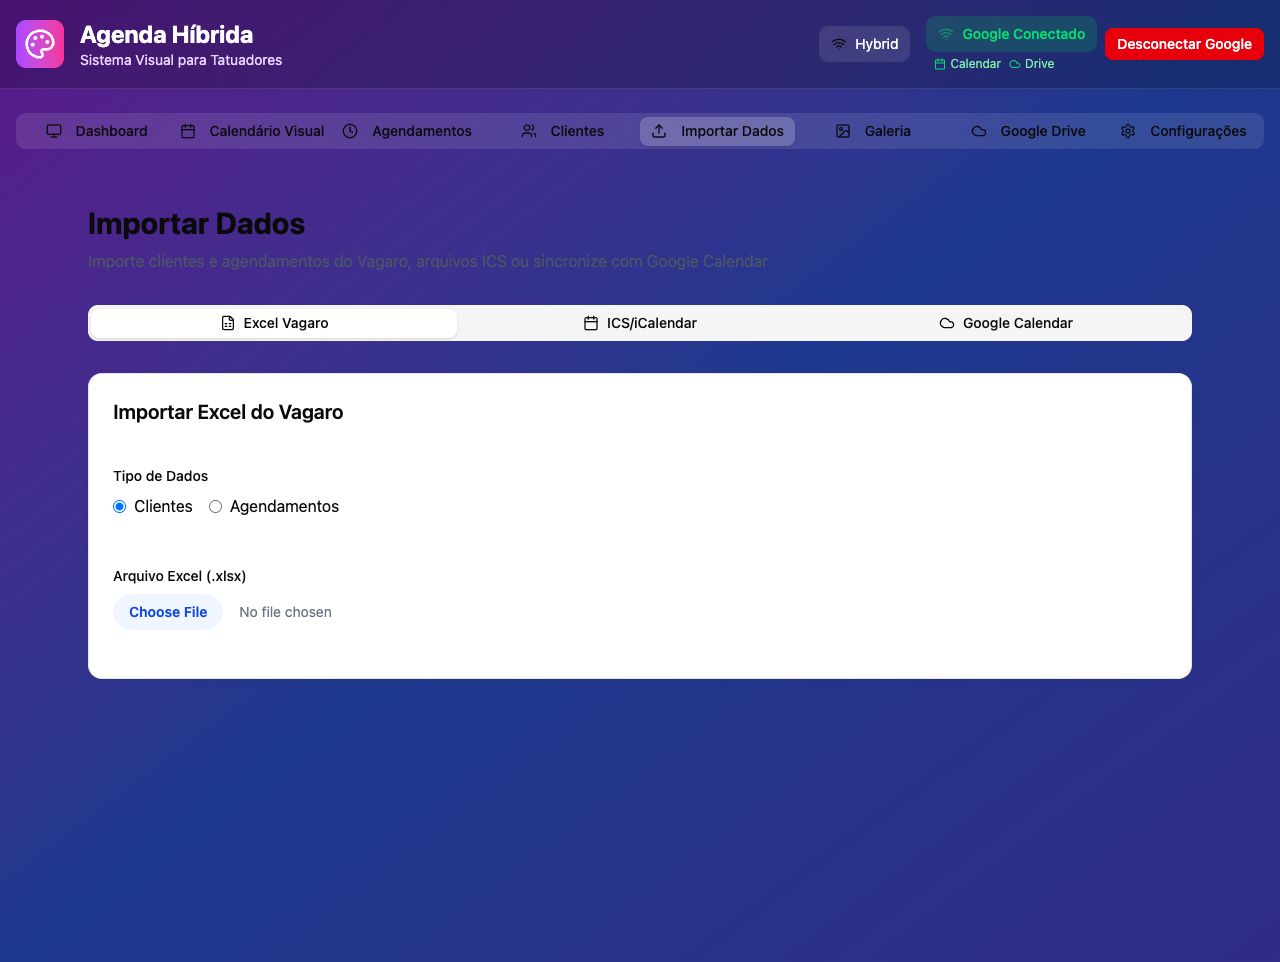 Agenda Híbrida
Sistema Visual para Tatuadores
Hybrid
Google Conectado
Calendar Drive
Desconectar Google
Dashboard Calendário Visual Agendamentos Clientes Importar Dados Galeria Google Drive Configurações
Importar Dados
Importe clientes e agendamentos do Vagaro, arquivos ICS ou sincronize com Google Calendar
Excel Vagaro ICS/iCalendar Google Calendar
Importar Excel do Vagaro
Tipo de Dados
Clientes Agendamentos
Arquivo Excel (.xlsx)
Choose File No file chosen